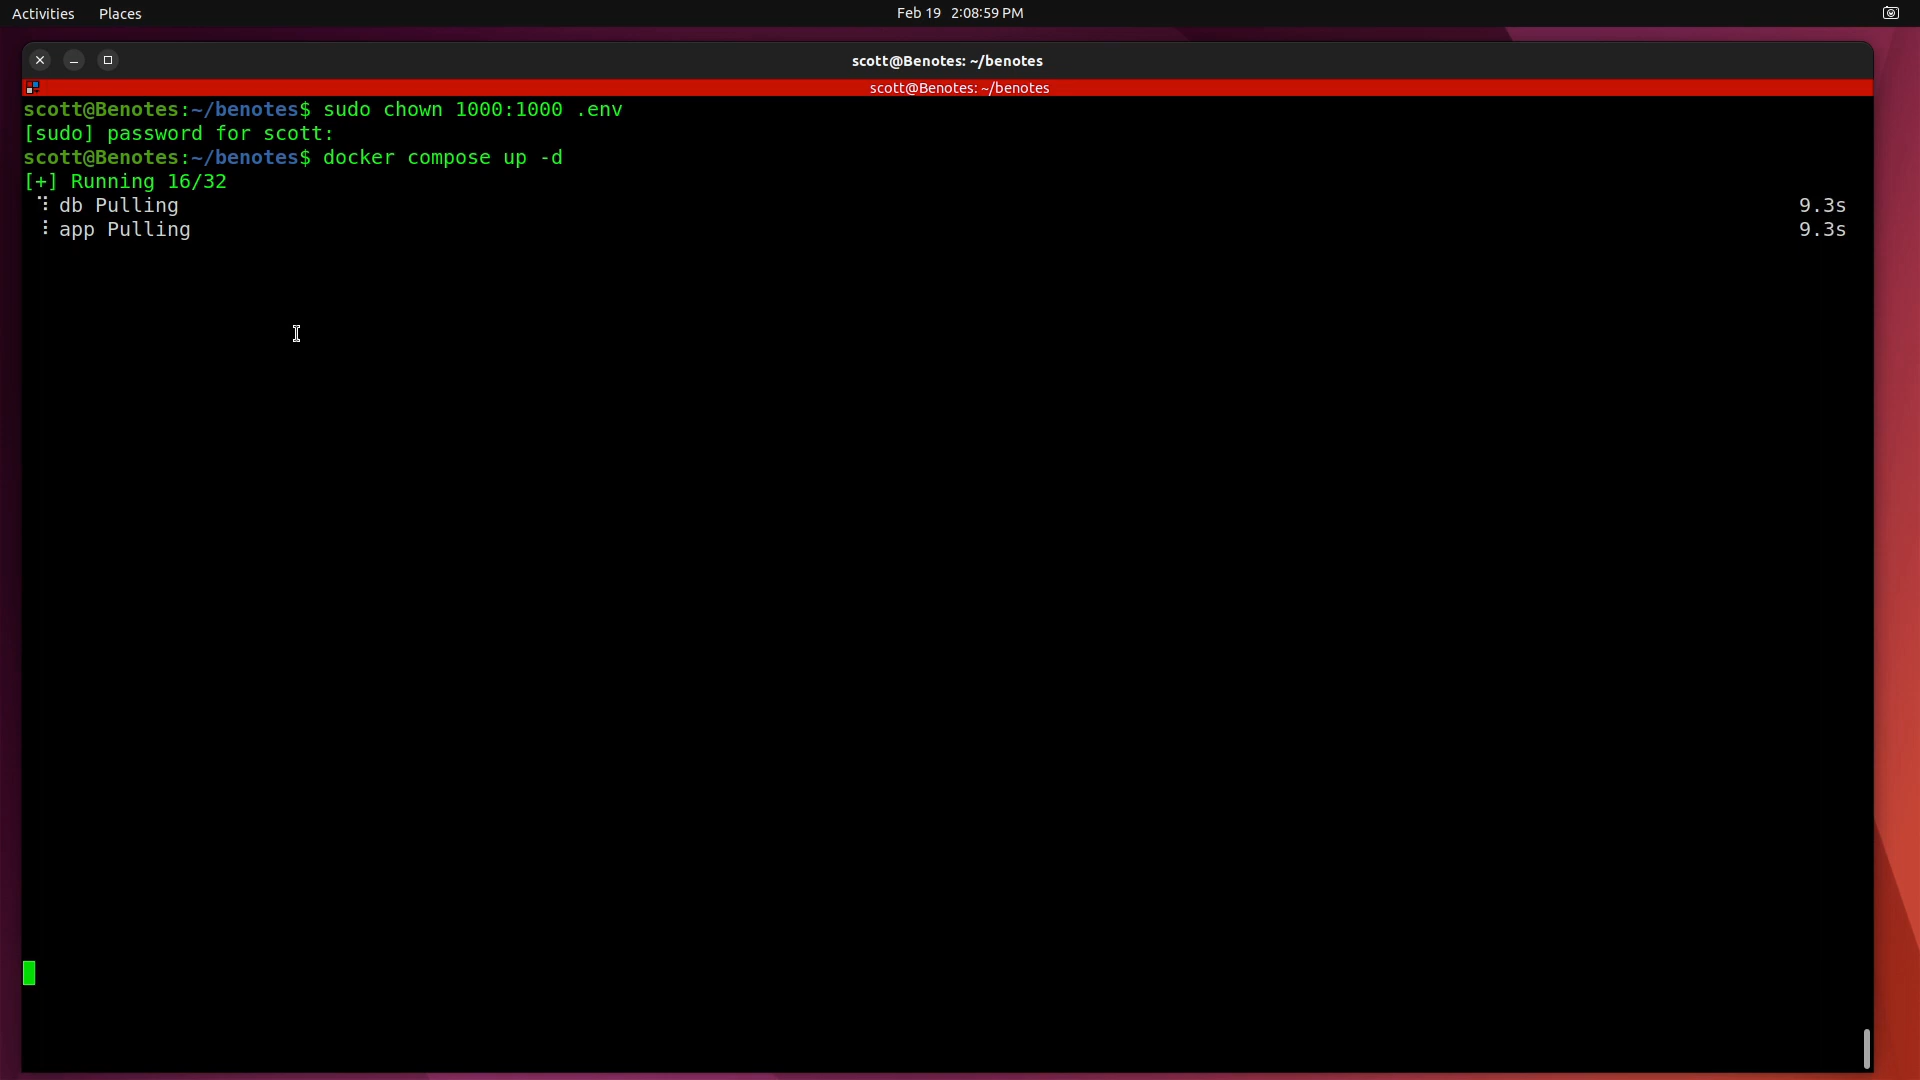 Activities Places Feb 19 2:08:59 PM
scott@Benotes: ~/benotes
scott@Benotes: ~/benotes
scott@Benotes:~/benotes$ sudo chown 1000:1000 .env
[sudo] password for scott:
scott@Benotes:~/benotes$ docker compose up -d
[+] Running 16/32
⠹ db Pulling 9.3s
⠸ app Pulling 9.3s